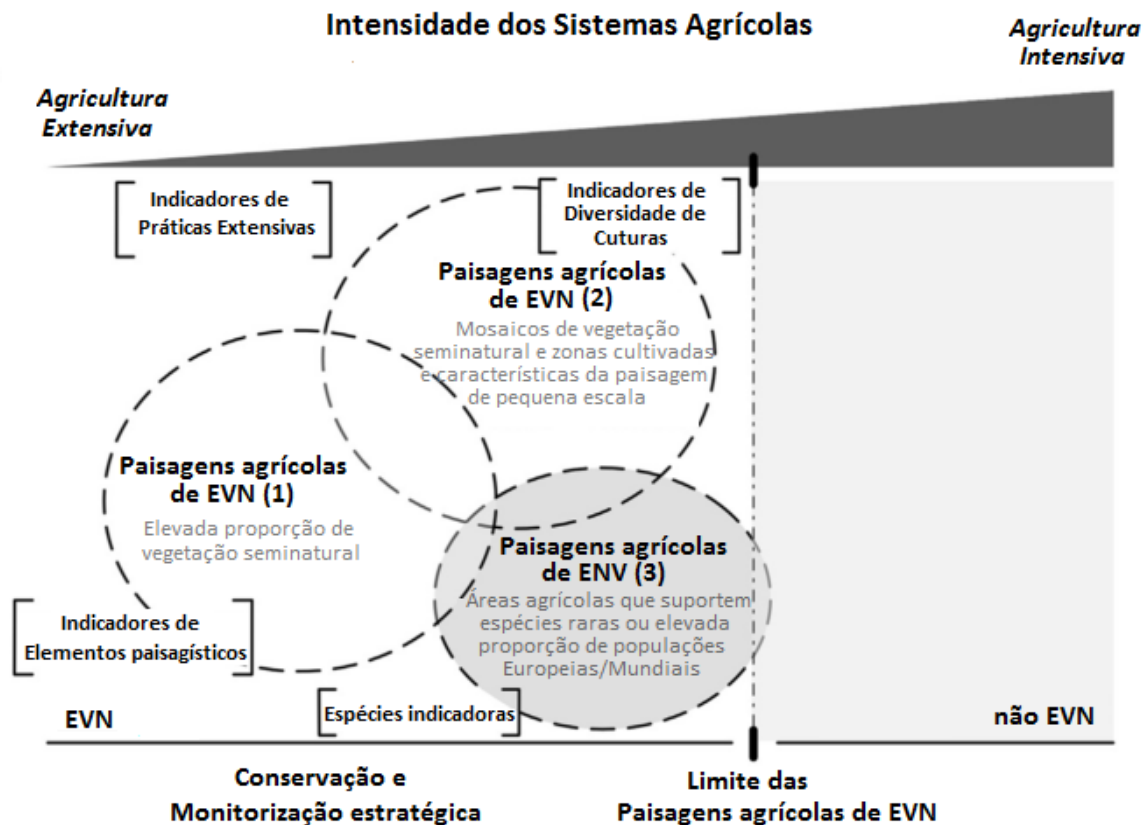 Intensidade dos Sistemas Agrícolas
Agricultura
Intensiva
Agricultura
Extensiva
Indicadores de
Práticas Extensivas
Indicadores de
Diversidade de
Cuturas
Paisagens agrícolas
de EVN (2)
Mosaicos de vegetação
seminatural e zonas cultivadas
e características da paisagem
de pequena escala
Paisagens agrícolas
de EVN (1)
Elevada proporção de
vegetação seminatural
Paisagens agrícolas
de ENV (3)
Áreas agrícolas que suportem
espécies raras ou elevada
proporção de populações
Europeias/Mundiais
Indicadores de
Elementos paisagísticos
Espécies indicadoras
EVN
não EVN
Conservação e
Monitorização estratégica
Limite das
Paisagens agrícolas de EVN